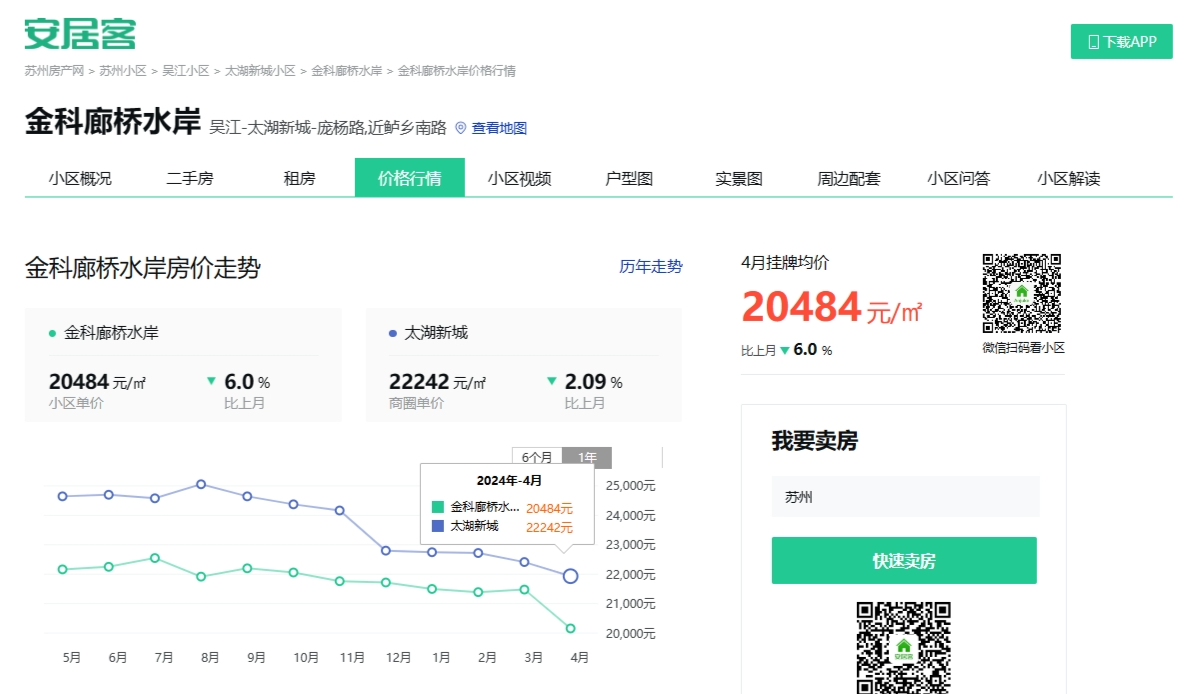 安居客
下载APP
苏州房产网 > 苏州小区 > 吴江小区 > 太湖新城小区 > 金科廊桥水岸 > 金科廊桥水岸价格行情
金科廊桥水岸 吴江-太湖新城-庞杨路,近鲈乡南路 查看地图
小区概况 二手房 租房 价格行情 小区视频 户型图 实景图 周边配套 小区问答 小区解读
金科廊桥水岸房价走势 历年走势
金科廊桥水岸
20484 元/㎡ ▼ 6.0 %
小区单价 比上月
太湖新城
22242 元/㎡ ▼ 2.09 %
商圈单价 比上月
6个月 1年
2024年-4月
金科廊桥水... 20484元
太湖新城 22242元
25,000元
24,000元
23,000元
22,000元
21,000元
20,000元
5月 6月 7月 8月 9月 10月 11月 12月 1月 2月 3月 4月
4月挂牌均价
20484 元/㎡
比上月 ▼ 6.0 %
微信扫码看小区
我要卖房
苏州
快速卖房